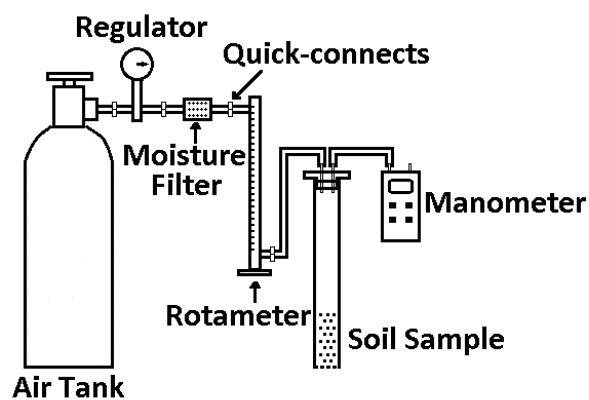 Regulator
Quick-connects
Moisture
Filter
Manometer
Rotameter
Soil Sample
Air Tank